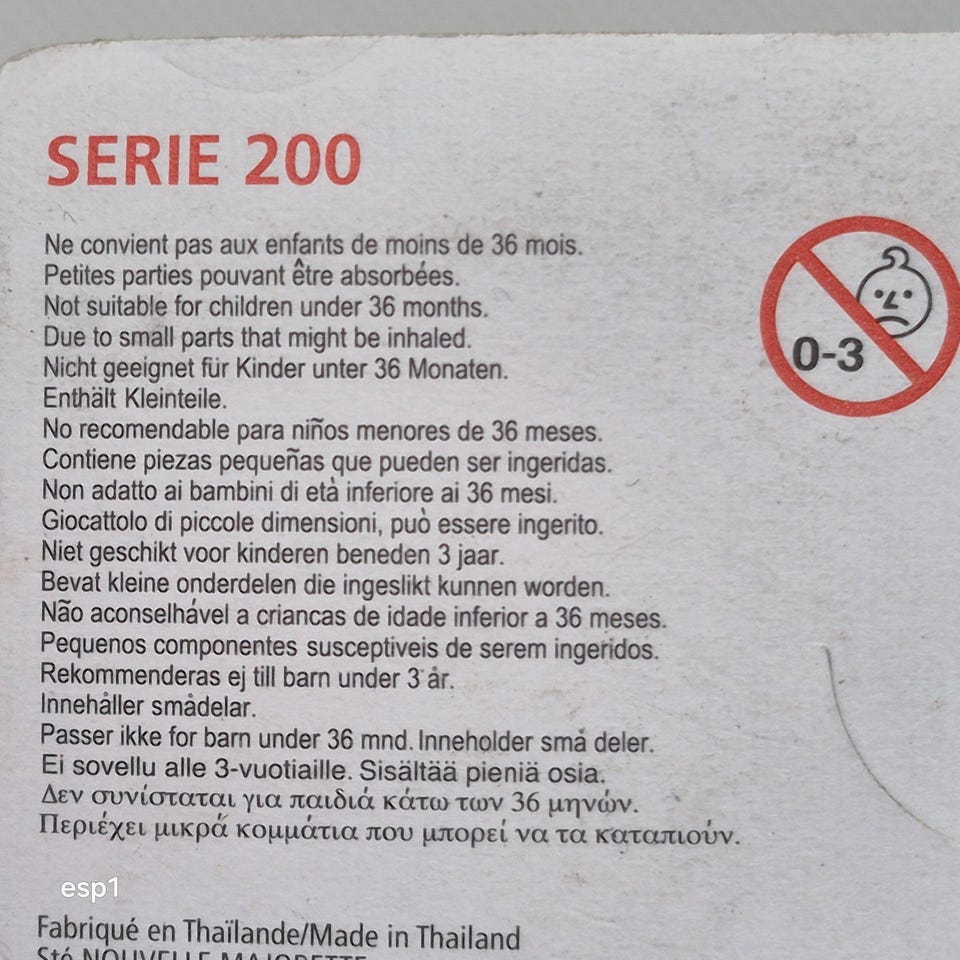 SERIE 200
Ne convient pas aux enfants de moins de 36 mois.
Petites parties pouvant être absorbées.
Not suitable for children under 36 months.
Due to small parts that might be inhaled.
Nicht geeignet für Kinder unter 36 Monaten.
Enthält Kleinteile.
No recomendable para niños menores de 36 meses.
Contiene piezas pequeñas que pueden ser ingeridas.
Non adatto ai bambini di età inferiore ai 36 mesi.
Giocattolo di piccole dimensioni, può essere ingerito.
Niet geschikt voor kinderen beneden 3 jaar.
Bevat kleine onderdelen die ingeslikt kunnen worden.
Não aconselhável a criancas de idade inferior a 36 meses.
Pequenos componentes susceptiveis de serem ingeridos.
Rekommenderas ej till barn under 3 år.
Innehåller smådelar.
Passer ikke for barn under 36 mnd. Inneholder små deler.
Ei sovellu alle 3-vuotiaille. Sisältää pieniä osia.
Δεν συνίσταται για παιδιά κάτω των 36 μηνών.
Περιέχει μικρά κομμάτια που μπορεί να τα καταπιούν.
0-3
esp1
Fabriqué en Thaïlande/Made in Thailand
Sté NOUVELLE MAJORETTE